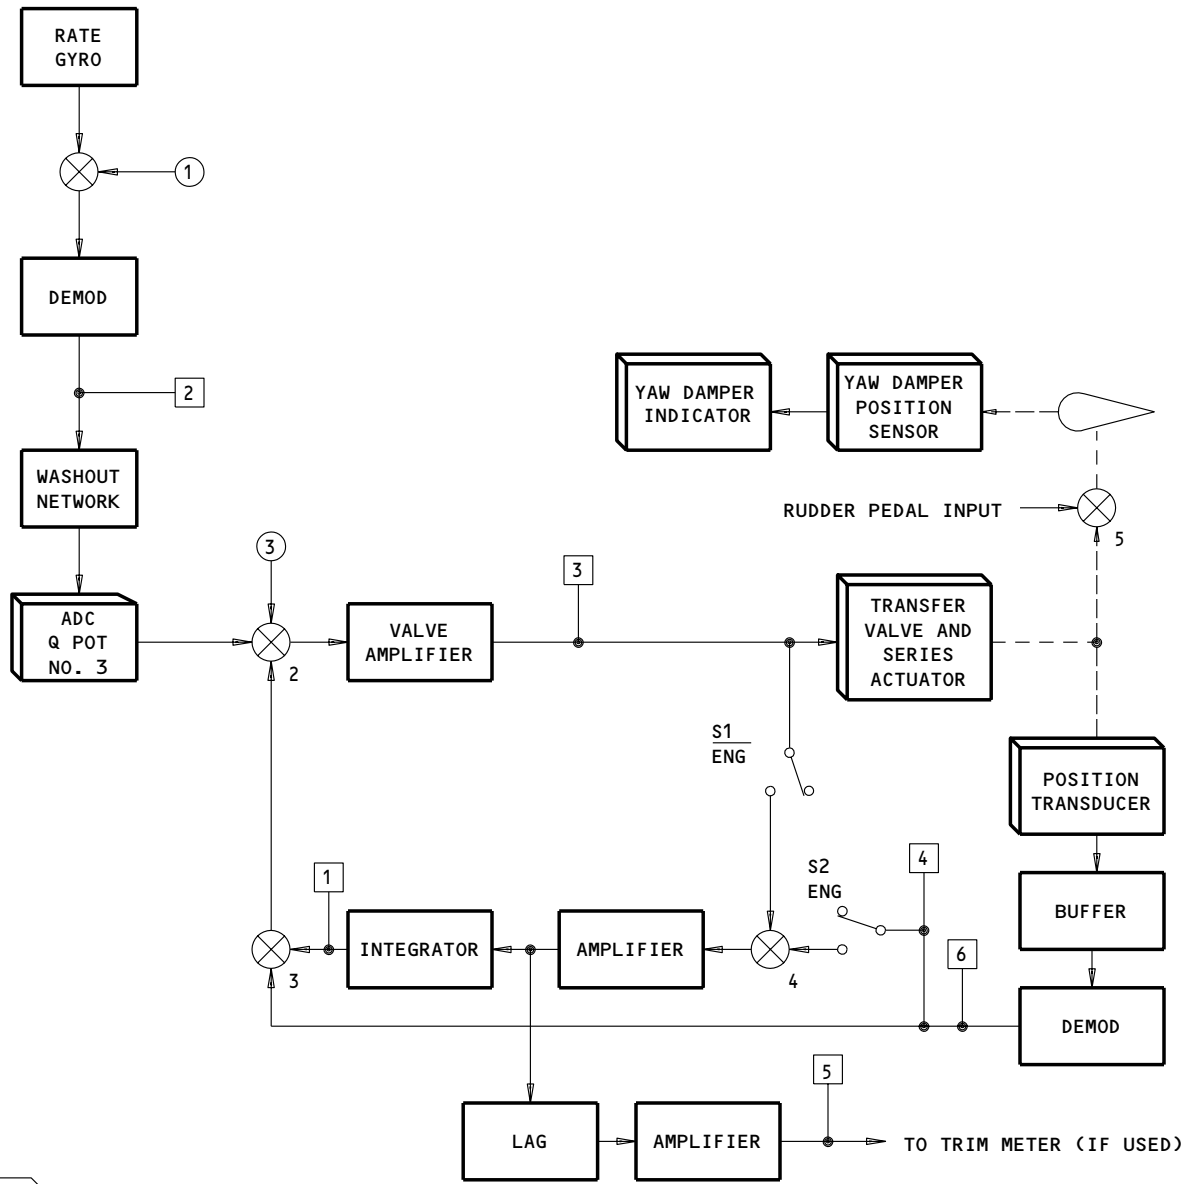 RATE
GYRO
1
DEMOD
2
WASHOUT
NETWORK
ADC
Q POT
NO. 3
3
2
VALVE
AMPLIFIER
3
YAW DAMPER
INDICATOR
YAW DAMPER
POSITION
SENSOR
RUDDER PEDAL INPUT
5
TRANSFER
VALVE AND
SERIES
ACTUATOR
S1
ENG
POSITION
TRANSDUCER
S2
ENG
4
BUFFER
1
INTEGRATOR
AMPLIFIER
3
4
6
DEMOD
LAG
AMPLIFIER
5
TO TRIM METER (IF USED)